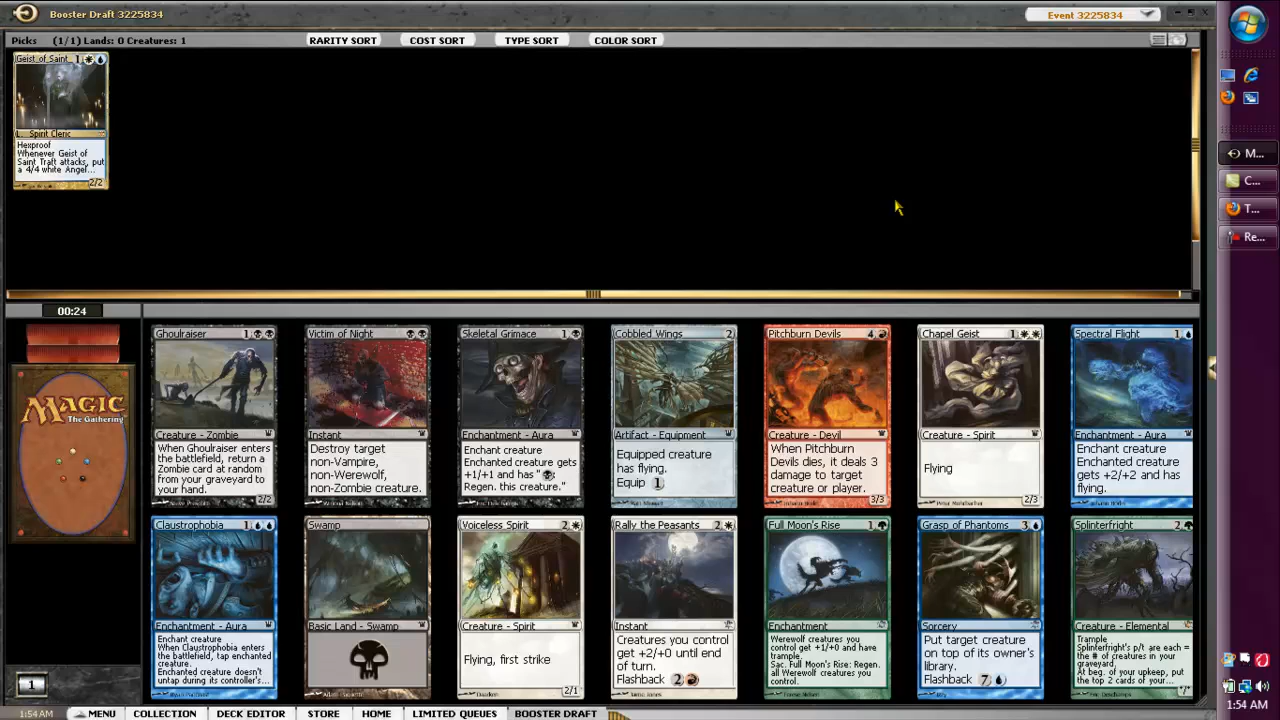 Booster Draft 3225834
Event 3225834
Picks (1/1) Lands: 0 Creatures: 1
RARITY SORT
COST SORT
TYPE SORT
COLOR SORT
Geist of Saint
1
L... Spirit Cleric
Hexproof
Whenever Geist of
Saint Traft attacks, put
a 4/4 white Angel...
2/2
M...
C...
T...
Re...
00:24
MAGIC
The Gathering
Ghoulraiser 1
Creature - Zombie
When Ghoulraiser enters
the battlefield, return a
Zombie card at random
from your graveyard to
your hand.
2/2
Victim of Night
Instant
Destroy target
non-Vampire,
non-Werewolf,
non-Zombie creature.
Skeletal Grimace 1
Enchantment - Aura
Enchant creature
Enchanted creature gets
+1/+1 and has "
:
Regen. this creature."
Cobbled Wings 2
Artifact - Equipment
Equipped creature
has flying.
Equip 1
Pitchburn Devils 4
Creature - Devil
When Pitchburn
Devils dies, it deals 3
damage to target
creature or player.
3/3
Chapel Geist 1
Creature - Spirit
Flying
2/3
Spectral Flight 1
Enchantment - Aura
Enchant creature
Enchanted creature
gets +2/+2 and has
flying.
Claustrophobia 1
Enchantment - Aura
Enchant creature
When Claustrophobia enters
the battlefield, tap enchanted
creature.
Enchanted creature doesn't
untap during its controller's...
Swamp
Basic Land - Swamp
Voiceless Spirit 2
Creature - Spirit
Flying, first strike
2/1
Rally the Peasants 2
Instant
Creatures you control
get +2/+0 until end
of turn.
Flashback 2
Full Moon's Rise 1
Enchantment
Werewolf creatures you
control get +1/+0 and have
trample.
Sac. Full Moon's Rise: Regen.
all Werewolf creatures you
control.
Grasp of Phantoms 3
Sorcery
Put target creature
on top of its owner's
library.
Flashback 7
Splinterfright 2
Creature - Elemental
Trample
Splinterfright's p/t are each =
the # of creatures in your
graveyard.
At beg. of your upkeep, put
the top 2 cards of your...
*/*
1
1:54 AM
MENU
COLLECTION
DECK EDITOR
STORE
HOME
LIMITED QUEUES
BOOSTER DRAFT
1:54 AM